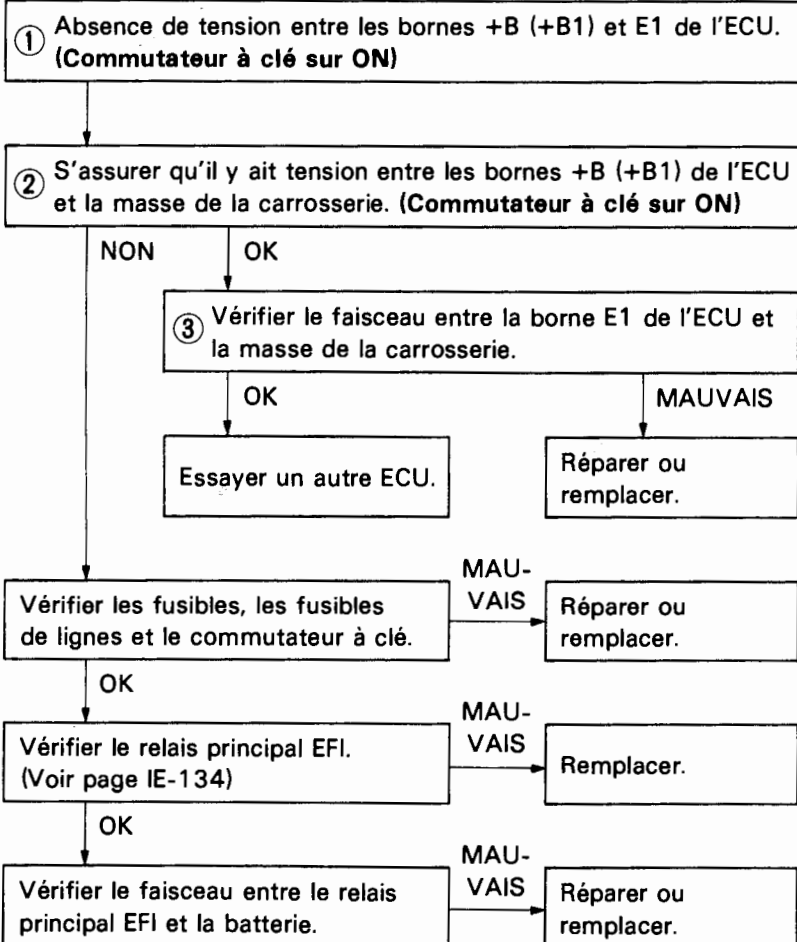 ① Absence de tension entre les bornes +B (+B1) et E1 de l'ECU.
(Commutateur à clé sur ON)
② S'assurer qu'il y ait tension entre les bornes +B (+B1) de l'ECU
et la masse de la carrosserie. (Commutateur à clé sur ON)
NON
OK
③ Vérifier le faisceau entre la borne E1 de l'ECU et
la masse de la carrosserie.
OK
MAUVAIS
Essayer un autre ECU.
Réparer ou
remplacer.
Vérifier les fusibles, les fusibles
de lignes et le commutateur à clé.
MAU-
VAIS
Réparer ou
remplacer.
OK
Vérifier le relais principal EFI.
(Voir page IE-134)
MAU-
VAIS
Remplacer.
OK
Vérifier le faisceau entre le relais
principal EFI et la batterie.
MAU-
VAIS
Réparer ou
remplacer.